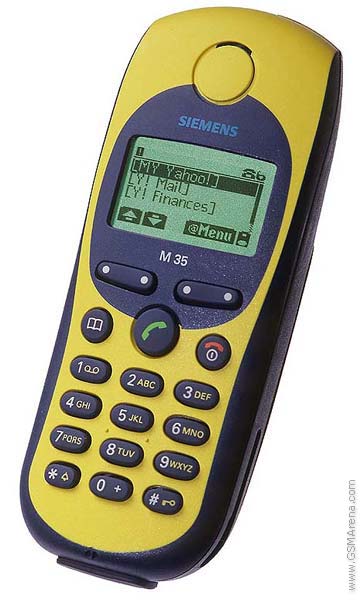 SIEMENS
[MY Yahoo!]
[Y! Mail]
[Y! Finances]
@Menu
M 35
1
2 ABC
3 DEF
4 GHI
5 JKL
6 MNO
7 PQRS
8 TUV
9 WXYZ
*
0 +
#
www.GSMArena.com